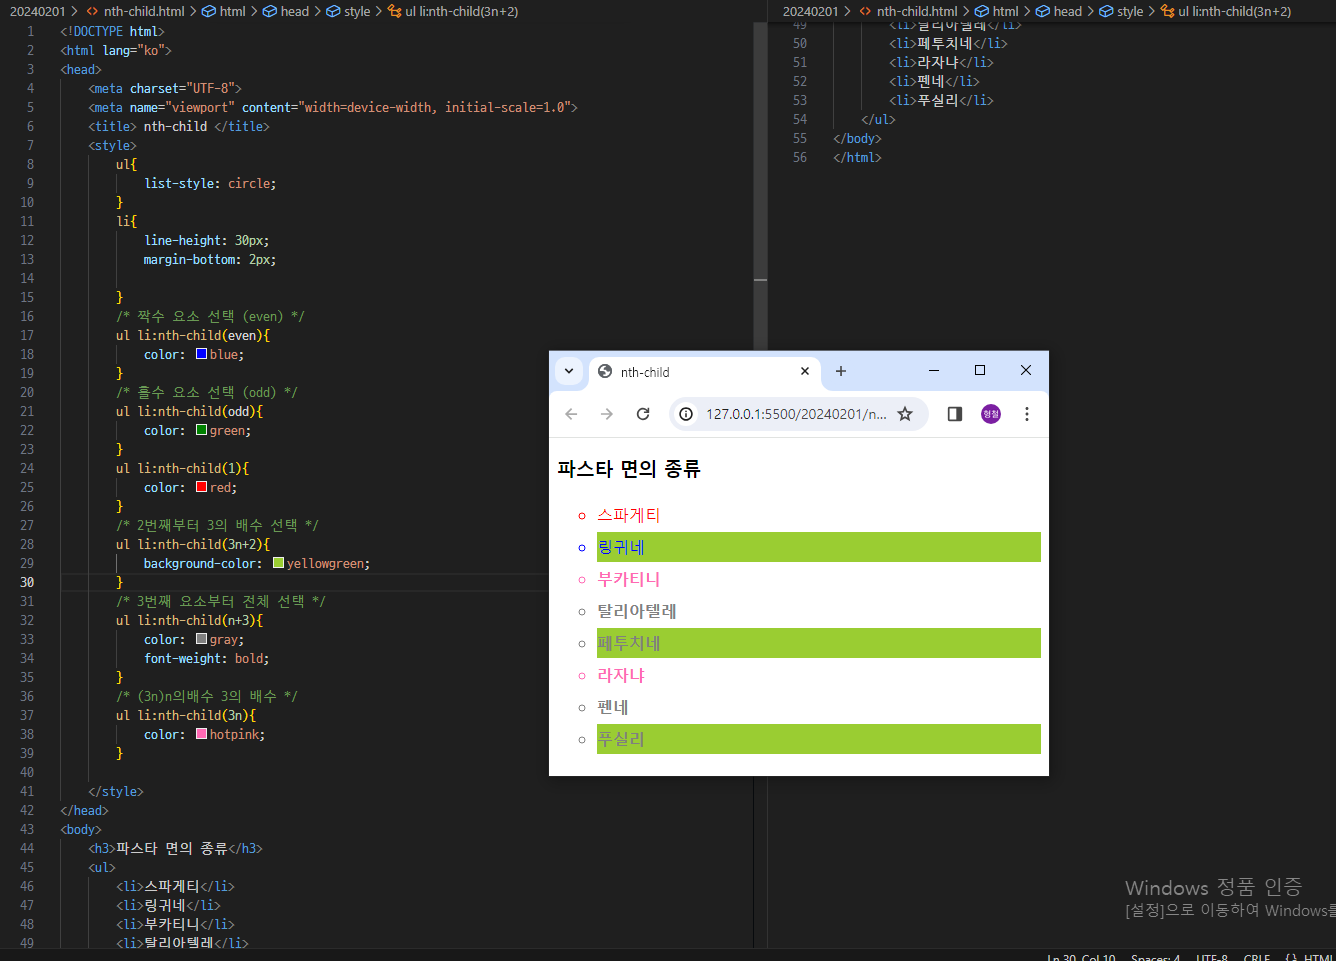 20240201 > nth-child.html > html > head > style > ul li:nth-child(3n+2)
1 <!DOCTYPE html>
2 <html lang="ko">
3 <head>
4 <meta charset="UTF-8">
5 <meta name="viewport" content="width=device-width, initial-scale=1.0">
6 <title> nth-child </title>
7 <style>
8 ul{
9 list-style: circle;
10 }
11 li{
12 line-height: 30px;
13 margin-bottom: 2px;
14
15 }
16 /* 짝수 요소 선택 (even) */
17 ul li:nth-child(even){
18 color: blue;
19 }
20 /* 홀수 요소 선택 (odd) */
21 ul li:nth-child(odd){
22 color: green;
23 }
24 ul li:nth-child(1){
25 color: red;
26 }
27 /* 2번째부터 3의 배수 선택 */
28 ul li:nth-child(3n+2){
29 background-color: yellowgreen;
30 }
31 /* 3번째 요소부터 전체 선택 */
32 ul li:nth-child(n+3){
33 color: gray;
34 font-weight: bold;
35 }
36 /* (3n)n의배수 3의 배수 */
37 ul li:nth-child(3n){
38 color: hotpink;
39 }
40
41 </style>
42 </head>
43 <body>
44 <h3>파스타 면의 종류</h3>
45 <ul>
46 <li>스파게티</li>
47 <li>링귀네</li>
48 <li>부카티니</li>
49 <li>탈리아텔레</li>
20240201 > nth-child.html > html > head > style > ul li:nth-child(3n+2)
49 <li>탈리아텔레</li>
50 <li>페투치네</li>
51 <li>라자냐</li>
52 <li>펜네</li>
53 <li>푸실리</li>
54 </ul>
55 </body>
56 </html>
nth-child
127.0.0.1:5500/20240201/n...
형철
파스타 면의 종류
스파게티
링귀네
부카티니
탈리아텔레
페투치네
라자냐
펜네
푸실리
Windows 정품 인증
[설정]으로 이동하여 Windows를
Ln 30, Col 10 Spaces: 4 UTF-8 CRLF {} HTML